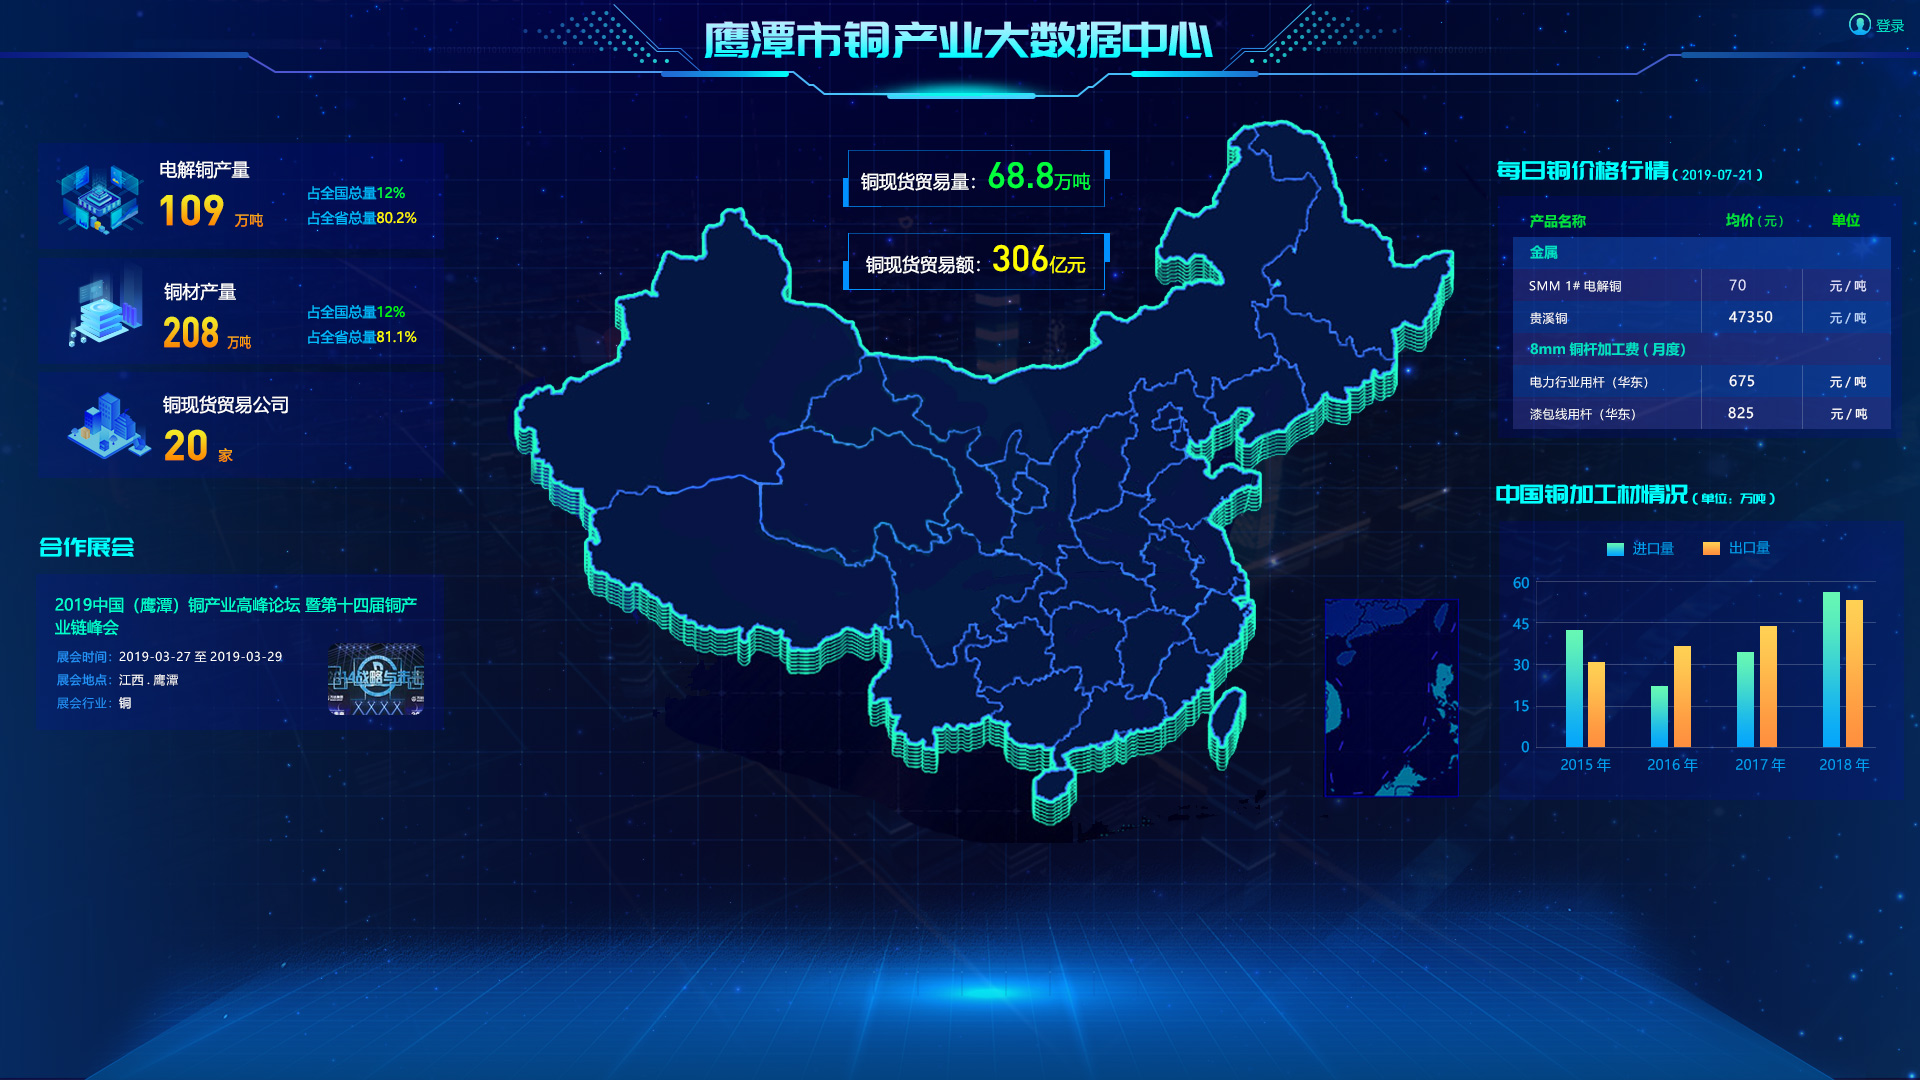 鹰潭市铜产业大数据中心
登录
电解铜产量
109 万吨
占全国总量12%
占全省总量80.2%
铜材产量
208 万吨
占全国总量12%
占全省总量81.1%
铜现货贸易公司
20 家
合作展会
2019中国（鹰潭）铜产业高峰论坛 暨第十四届铜产
业链峰会
展会时间：2019-03-27 至 2019-03-29
展会地点：江西 . 鹰潭
展会行业：铜
铜现货贸易量：68.8万吨
铜现货贸易额：306亿元
每日铜价格行情 ( 2019-07-21 )
产品名称 均价 ( 元 ) 单位
金属
SMM 1# 电解铜 70 元 / 吨
贵溪铜 47350 元 / 吨
8mm 铜杆加工费 ( 月度)
电力行业用杆（华东） 675 元 / 吨
漆包线用杆（华东） 825 元 / 吨
中国铜加工材情况 ( 单位：万吨 )
进口量 出口量
60
45
30
15
0
2015 年 2016 年 2017 年 2018 年